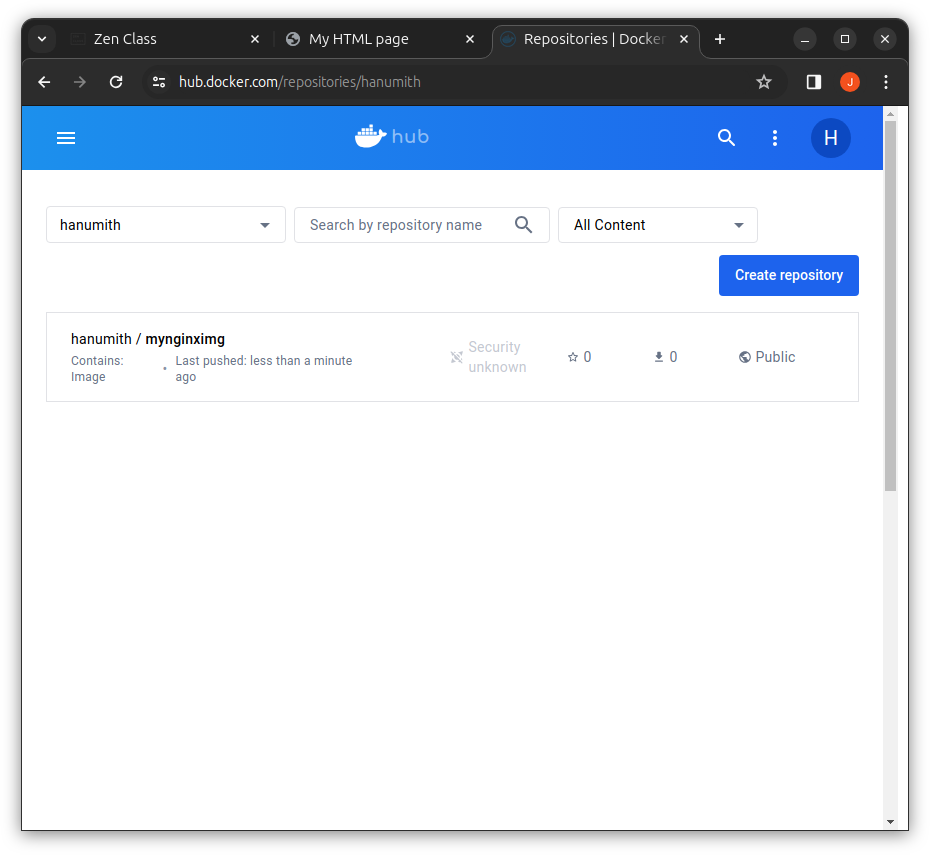 Zen Class
My HTML page
Repositories | Docker
hub.docker.com/repositories/hanumith
J
hub
H
hanumith
Search by repository name
All Content
Create repository
hanumith / mynginximg
Contains: Image
• Last pushed: less than a minute ago
Security unknown
0
0
Public